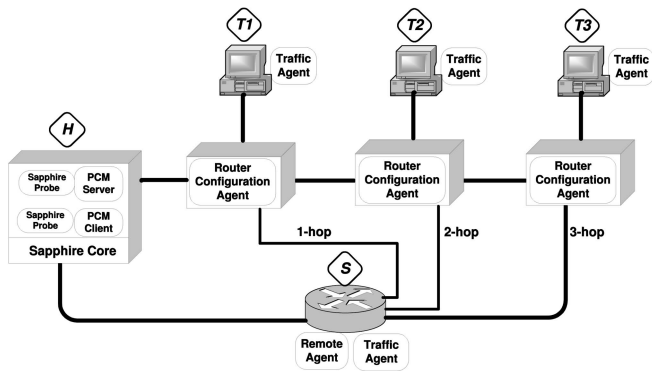 T1
T2
T3
Traffic
Agent
Traffic
Agent
Traffic
Agent
H
Sapphire
Probe
PCM
Server
Sapphire
Probe
PCM
Client
Sapphire Core
Router
Configuration
Agent
Router
Configuration
Agent
Router
Configuration
Agent
1-hop
2-hop
3-hop
S
Remote
Agent
Traffic
Agent